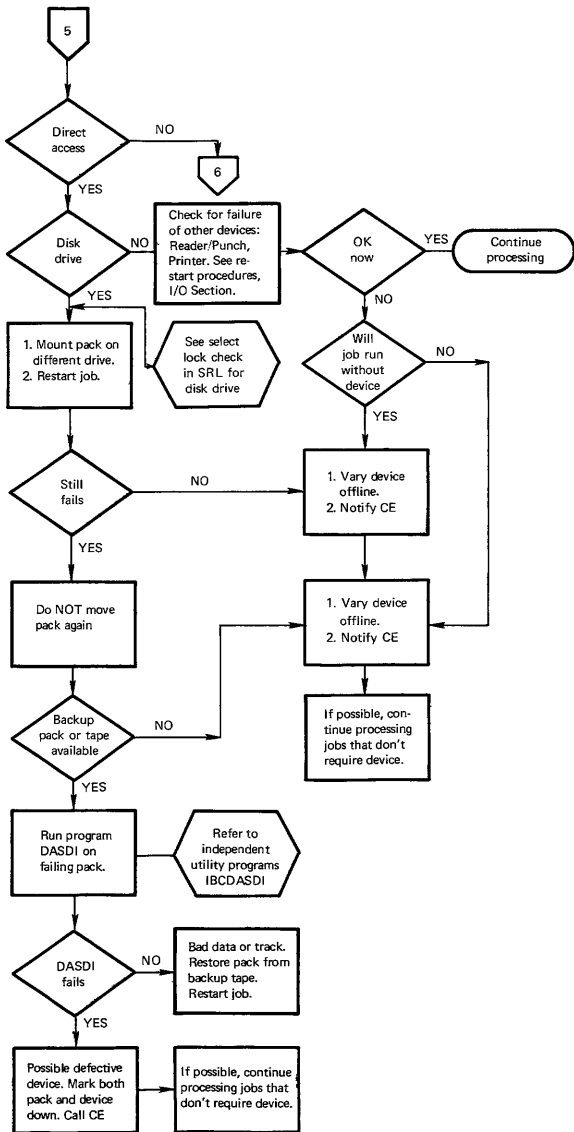 5
Direct
access
NO
6
YES
Disk
drive
NO
Check for failure
of other devices:
Reader/Punch,
Printer. See re-
start procedures,
I/O Section.
OK
now
YES
Continue
processing
NO
YES
1. Mount pack on
different drive.
2. Restart job.
See select
lock check
in SRL for
disk drive
Will
job run
without
device
NO
YES
Still
fails
NO
1. Vary device
offline.
2. Notify CE
YES
Do NOT move
pack again
1. Vary device
offline.
2. Notify CE
Backup
pack or tape
available
NO
If possible, con-
tinue processing
jobs that don't
require device.
YES
Run program
DASDI on
failing pack.
Refer to
independent
utility programs
IBCDASDI
DASDI
fails
NO
Bad data or track.
Restore pack from
backup tape.
Restart job.
YES
Possible defective
device. Mark both
pack and device
down. Call CE
If possible, continue
processing jobs that
don't require device.